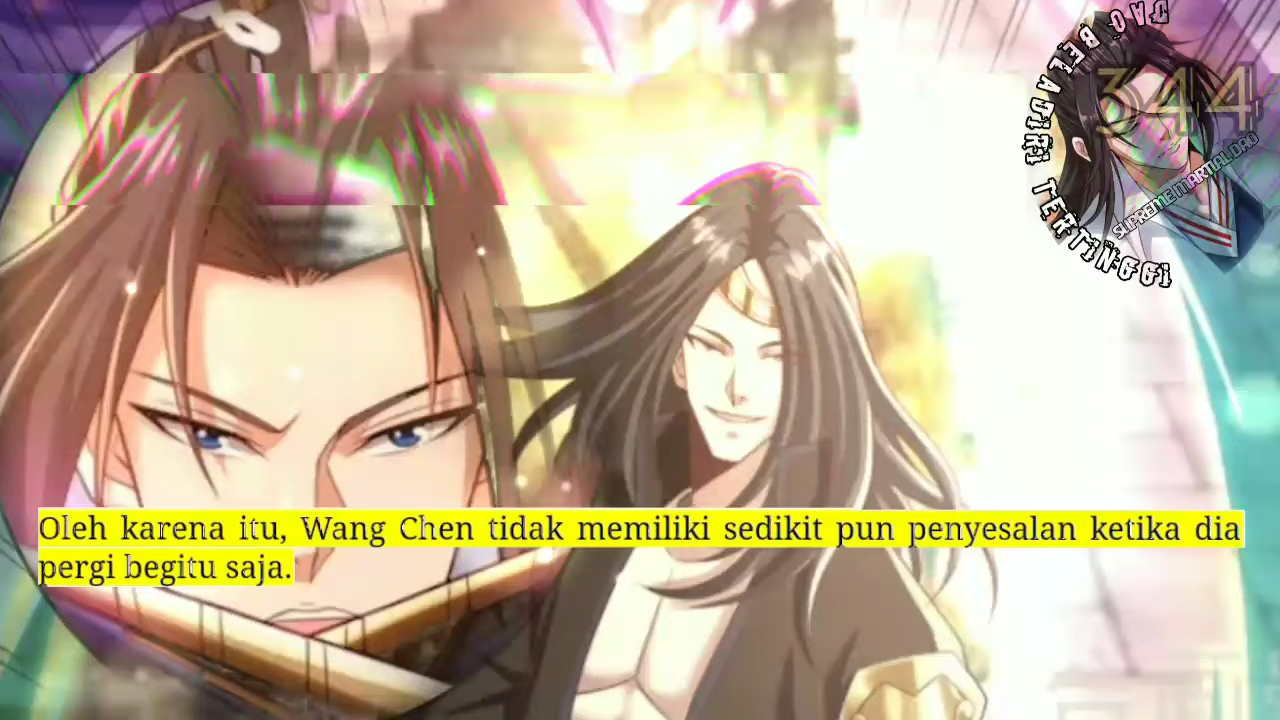 DAO BELADIRI TERTINGGI
344
SUPREME MARTIAL DAO
Oleh karena itu, Wang Chen tidak memiliki sedikit pun penyesalan ketika dia
pergi begitu saja.